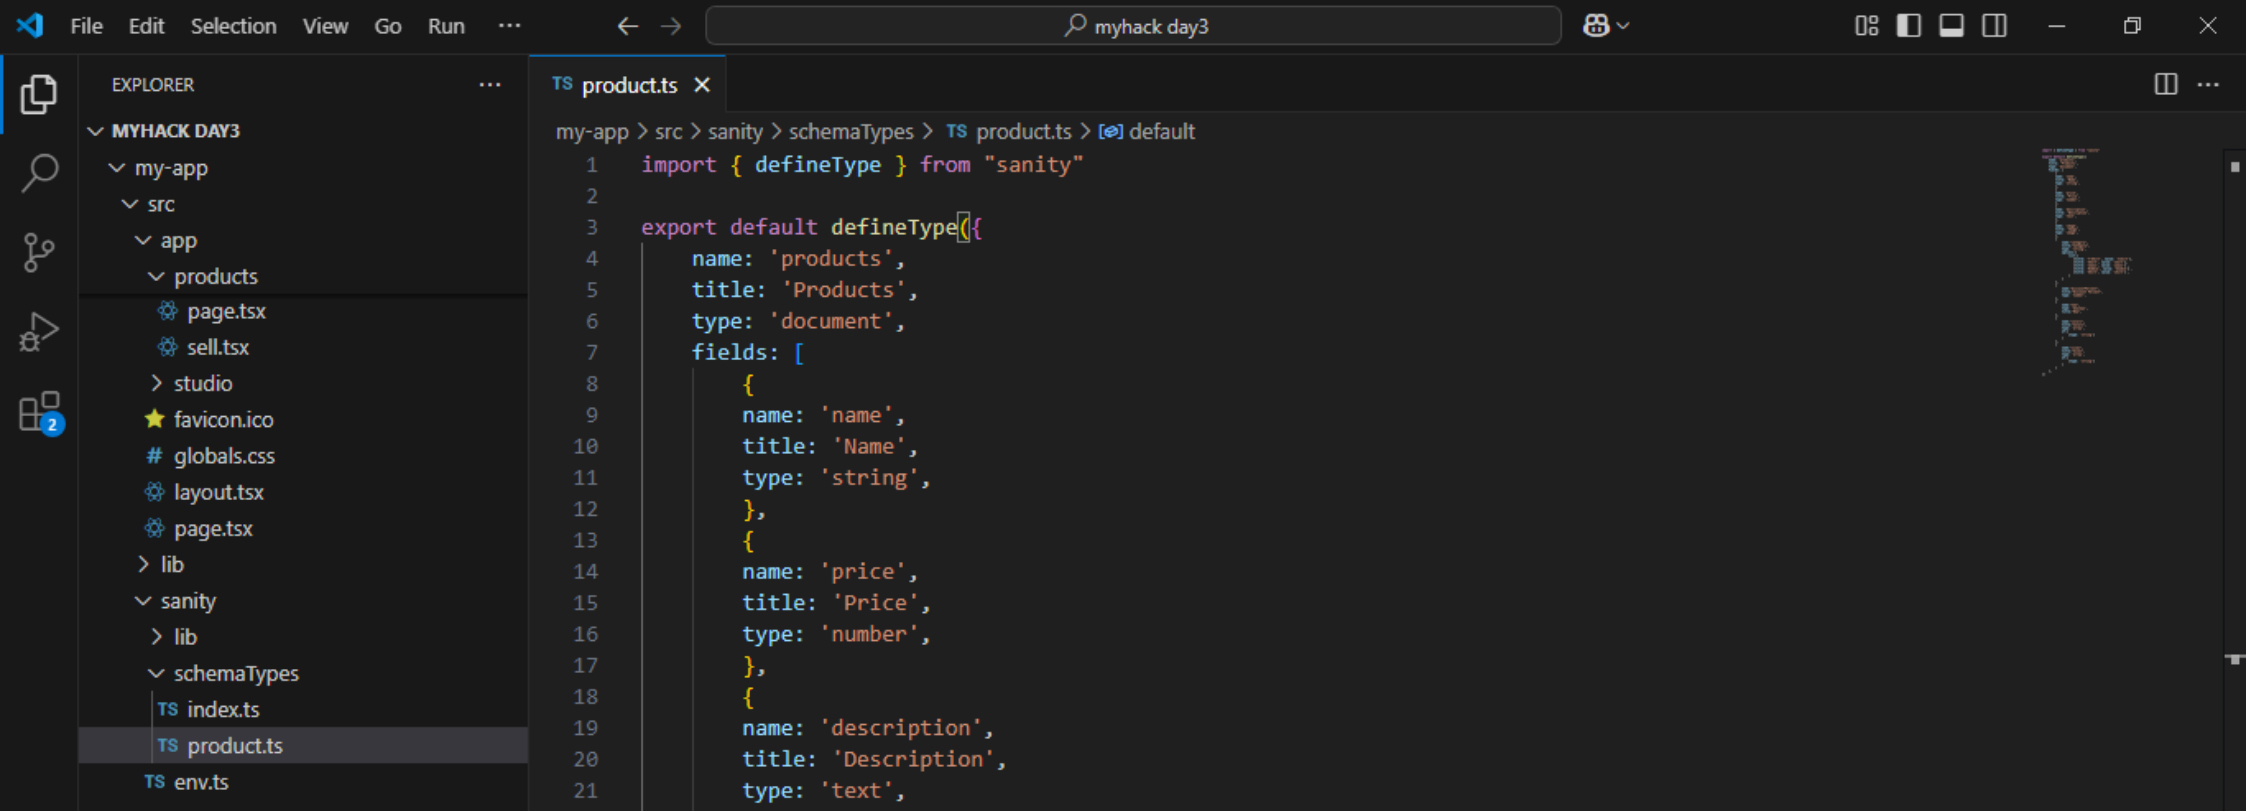 File Edit Selection View Go Run ···
myhack day3
EXPLORER ···
MYHACK DAY3
my-app
src
app
products
page.tsx
sell.tsx
studio
favicon.ico
# globals.css
layout.tsx
page.tsx
lib
sanity
lib
schemaTypes
TS index.ts
TS product.ts
TS env.ts
2
TS product.ts
my-app > src > sanity > schemaTypes > TS product.ts > default
1 import { defineType } from "sanity"
2
3 export default defineType({
4 name: 'products',
5 title: 'Products',
6 type: 'document',
7 fields: [
8 {
9 name: 'name',
10 title: 'Name',
11 type: 'string',
12 },
13 {
14 name: 'price',
15 title: 'Price',
16 type: 'number',
17 },
18 {
19 name: 'description',
20 title: 'Description',
21 type: 'text',